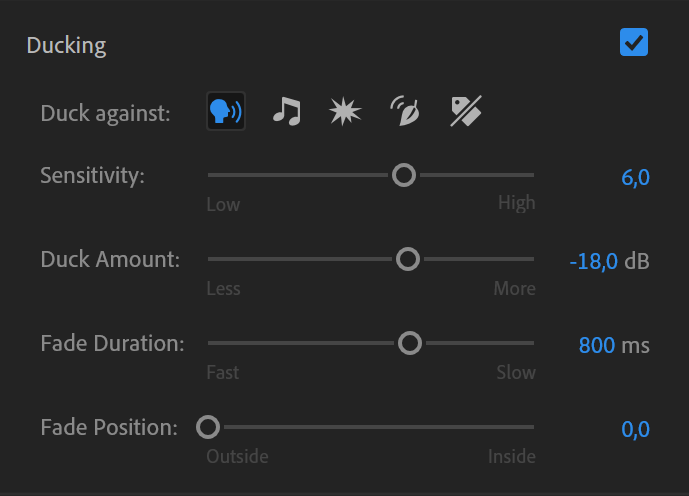 Ducking
Duck against:
Sensitivity: 6,0
Low High
Duck Amount: -18,0 dB
Less More
Fade Duration: 800 ms
Fast Slow
Fade Position: 0,0
Outside Inside